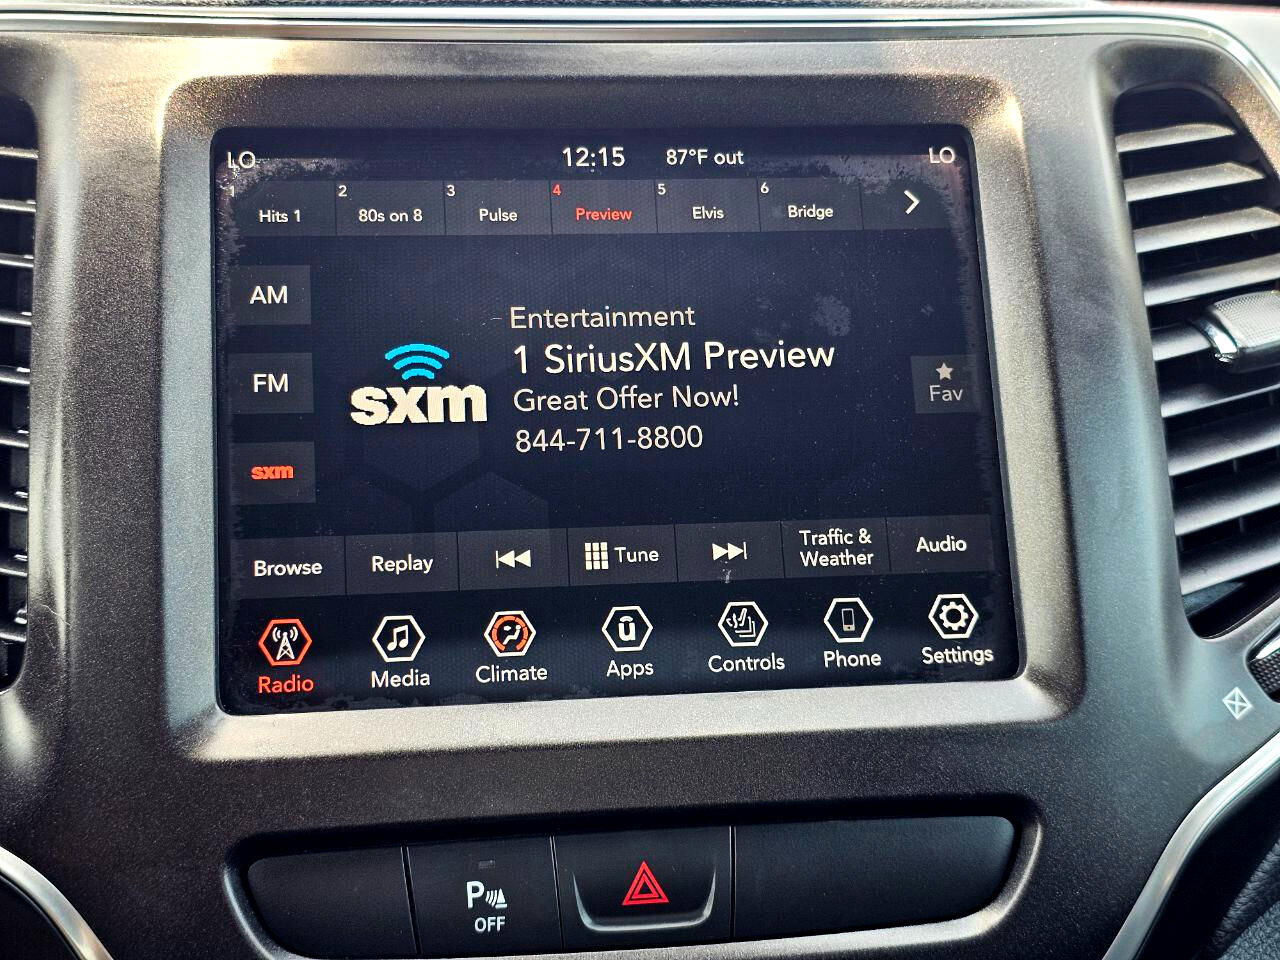 LO 12:15 87°F out LO
1 Hits 1
2 80s on 8
3 Pulse
4 Preview
5 Elvis
6 Bridge
AM
FM
sxm
sxm
Entertainment
1 SiriusXM Preview
Great Offer Now!
844-711-8800
Fav
Browse
Replay
Tune
Traffic &
Weather
Audio
Radio
Media
Climate
Apps
Controls
Phone
Settings
P
OFF